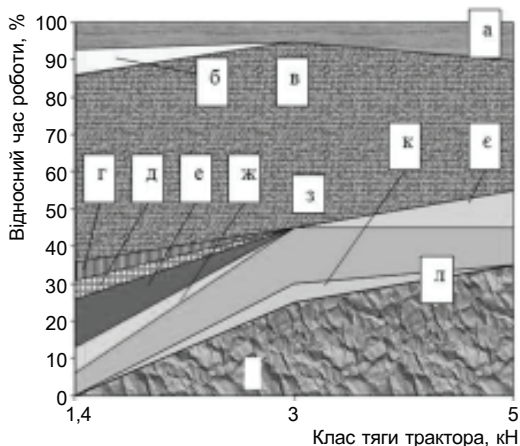 Відносний час роботи, %
100
90
80
70
60
50
40
30
20
10
0
а
б
в
г
д
е
ж
з
к
є
л
1,4
3
5
Клас тяги трактора, кН